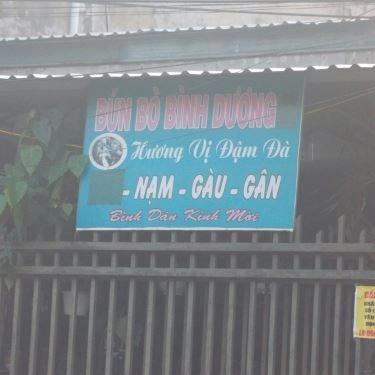 BÚN BÒ BÌNH DƯƠNG
Hương Vị Đậm Đà
- NẠM - GÀU - GÂN
Bình Dân Kính Mời